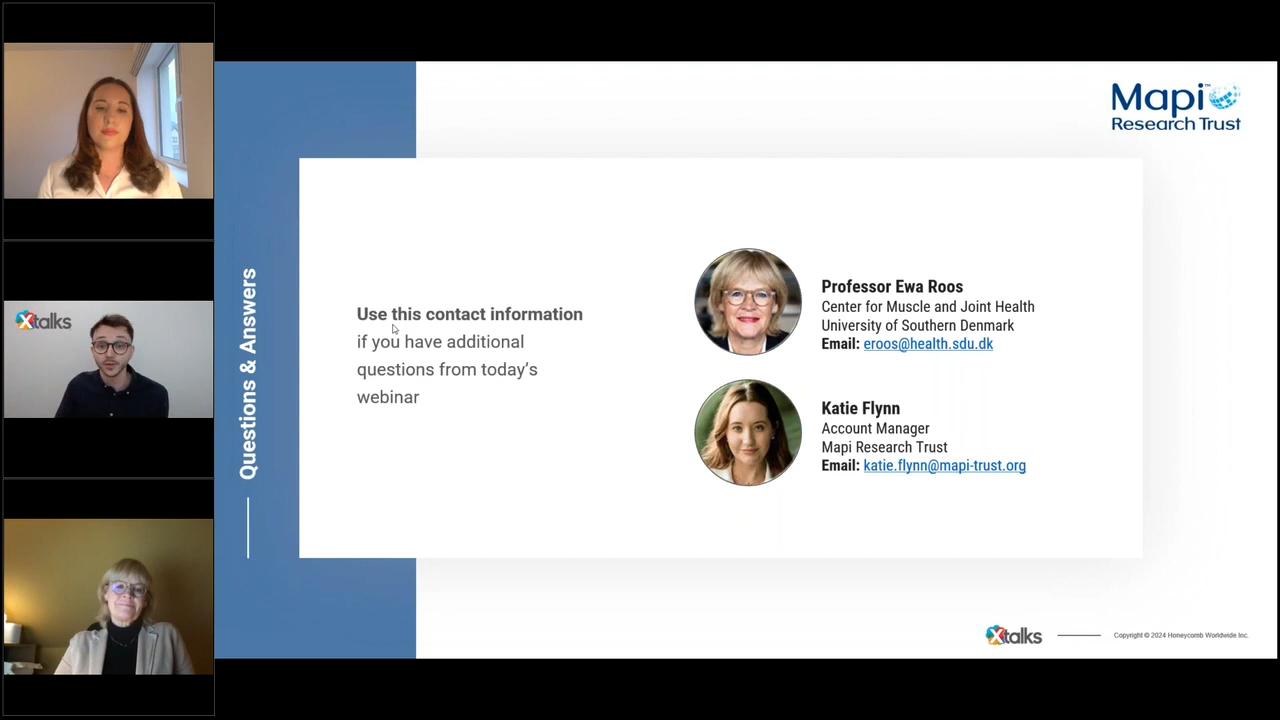 Xtalks
Questions & Answers
Use this contact information
if you have additional
questions from today's
webinar
Mapi™
Research Trust
Professor Ewa Roos
Center for Muscle and Joint Health
University of Southern Denmark
Email: eroos@health.sdu.dk
Katie Flynn
Account Manager
Mapi Research Trust
Email: katie.flynn@mapi-trust.org
Xtalks
Copyright © 2024 Honeycomb Worldwide Inc.